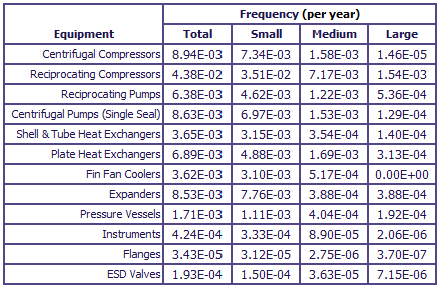 Equipment Frequency (per year)
Total Small Medium Large
Centrifugal Compressors 8.94E-03 7.34E-03 1.58E-03 1.46E-05
Reciprocating Compressors 4.38E-02 3.51E-02 7.17E-03 1.54E-03
Reciprocating Pumps 6.38E-03 4.62E-03 1.22E-03 5.36E-04
Centrifugal Pumps (Single Seal) 8.63E-03 6.97E-03 1.53E-03 1.29E-04
Shell & Tube Heat Exchangers 3.65E-03 3.15E-03 3.54E-04 1.40E-04
Plate Heat Exchangers 6.89E-03 4.88E-03 1.69E-03 3.13E-04
Fin Fan Coolers 3.62E-03 3.10E-03 5.17E-04 0.00E+00
Expanders 8.53E-03 7.76E-03 3.88E-04 3.88E-04
Pressure Vessels 1.71E-03 1.11E-03 4.04E-04 1.92E-04
Instruments 4.24E-04 3.33E-04 8.90E-05 2.06E-06
Flanges 3.43E-05 3.12E-05 2.75E-06 3.70E-07
ESD Valves 1.93E-04 1.50E-04 3.63E-05 7.15E-06